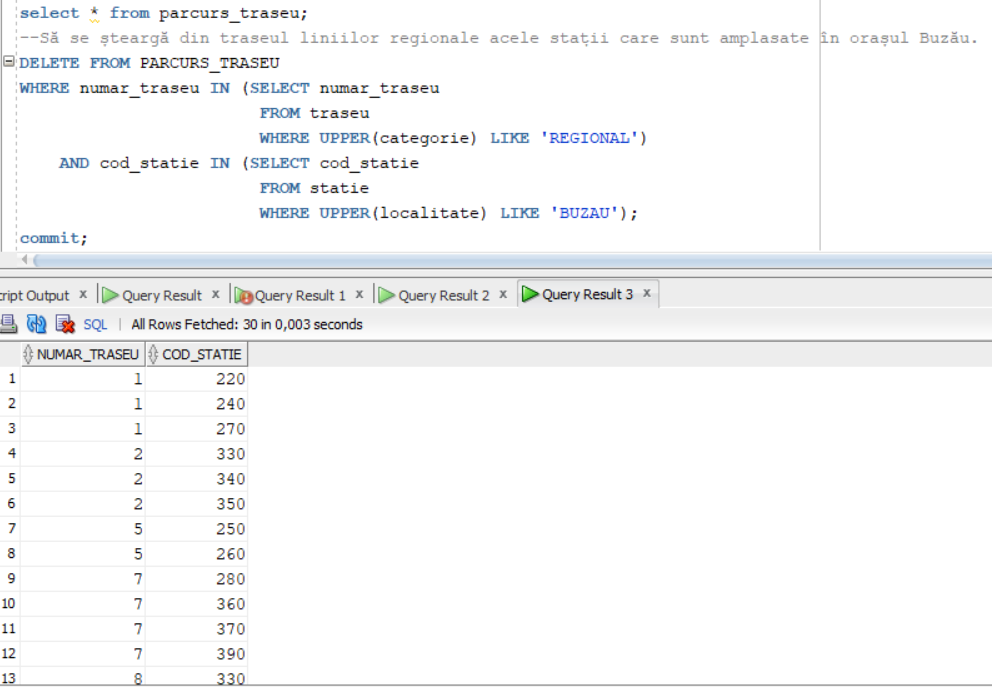 select * from parcurs_traseu;
--Să se șteargă din traseul liniilor regionale acele stații care sunt amplasate în orașul Buzău.
DELETE FROM PARCURS_TRASEU
WHERE numar_traseu IN (SELECT numar_traseu
FROM traseu
WHERE UPPER(categorie) LIKE 'REGIONAL')
AND cod_statie IN (SELECT cod_statie
FROM statie
WHERE UPPER(localitate) LIKE 'BUZAU');
commit;
cript Output x Query Result x Query Result 1 x Query Result 2 x Query Result 3 x
SQL | All Rows Fetched: 30 in 0,003 seconds
NUMAR_TRASEU COD_STATIE
1 1 220
2 1 240
3 1 270
4 2 330
5 2 340
6 2 350
7 5 250
8 5 260
9 7 280
10 7 360
11 7 370
12 7 390
13 8 330